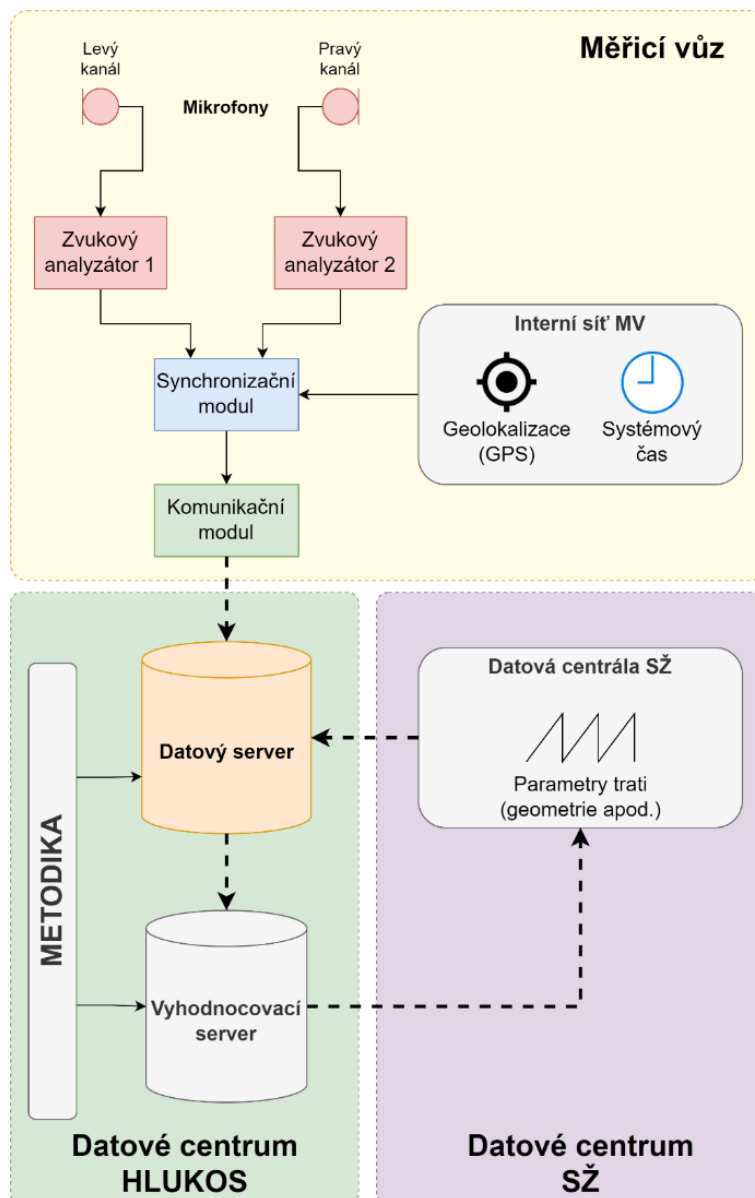 Levý
kanál
Pravý
kanál
Měřicí vůz
Mikrofony
Zvukový
analyzátor 1
Zvukový
analyzátor 2
Interní síť MV
Geolokalizace
(GPS)
Systémový
čas
Synchronizační
modul
Komunikační
modul
METODIKA
Datový server
Vyhodnocovací
server
Datová centrála SŽ
Parametry trati
(geometrie apod.)
Datové centrum
HLUKOS
Datové centrum
SŽ